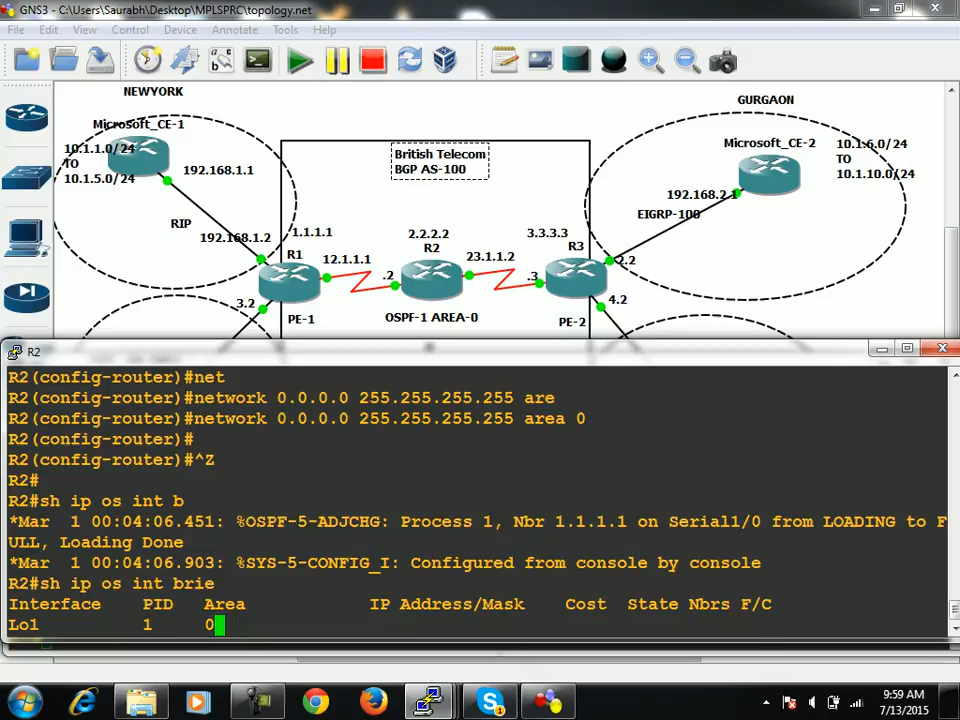 GNS3 - C:\Users\Saurabh\Desktop\MPLSPRC\topology.net
File Edit View Control Device Annotate Tools Help
NEWYORK
GURGAON
Microsoft_CE-1
Microsoft_CE-2
10.1.1.0/24
TO
10.1.5.0/24
192.168.1.1
British Telecom
BGP AS-100
10.1.6.0/24
TO
10.1.10.0/24
192.168.2.1
EIGRP-100
RIP
192.168.1.2
1.1.1.1
2.2.2.2
3.3.3.3
R1
R2
R3
12.1.1.1
.2
23.1.1.2
.3
2.2
3.2
4.2
PE-1
OSPF-1 AREA-0
PE-2
R2
R2(config-router)#net
R2(config-router)#network 0.0.0.0 255.255.255.255 are
R2(config-router)#network 0.0.0.0 255.255.255.255 area 0
R2(config-router)#
R2(config-router)#^Z
R2#
R2#sh ip os int b
*Mar  1 00:04:06.451: %OSPF-5-ADJCHG: Process 1, Nbr 1.1.1.1 on Serial1/0 from LOADING to F
ULL, Loading Done
*Mar  1 00:04:06.903: %SYS-5-CONFIG_I: Configured from console by console
R2#sh ip os int brie
Interface    PID   Area            IP Address/Mask    Cost  State Nbrs F/C
Lo1          1     0
9:59 AM
7/13/2015